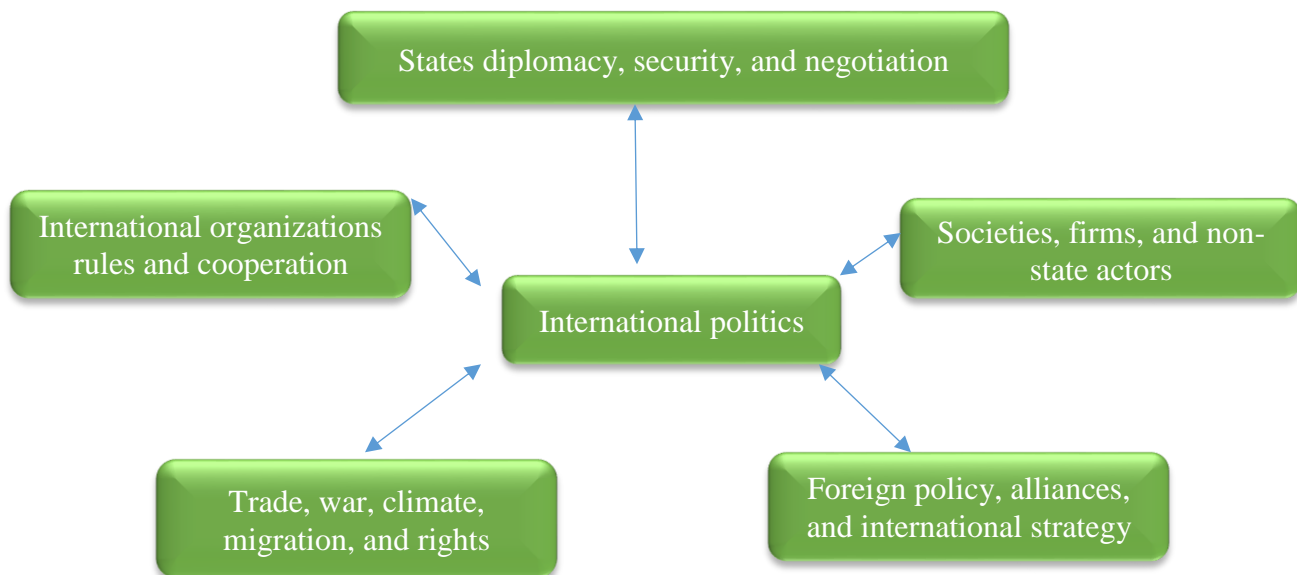 States diplomacy, security, and negotiation
International organizations
rules and cooperation
Societies, firms, and non-
state actors
International politics
Trade, war, climate,
migration, and rights
Foreign policy, alliances,
and international strategy